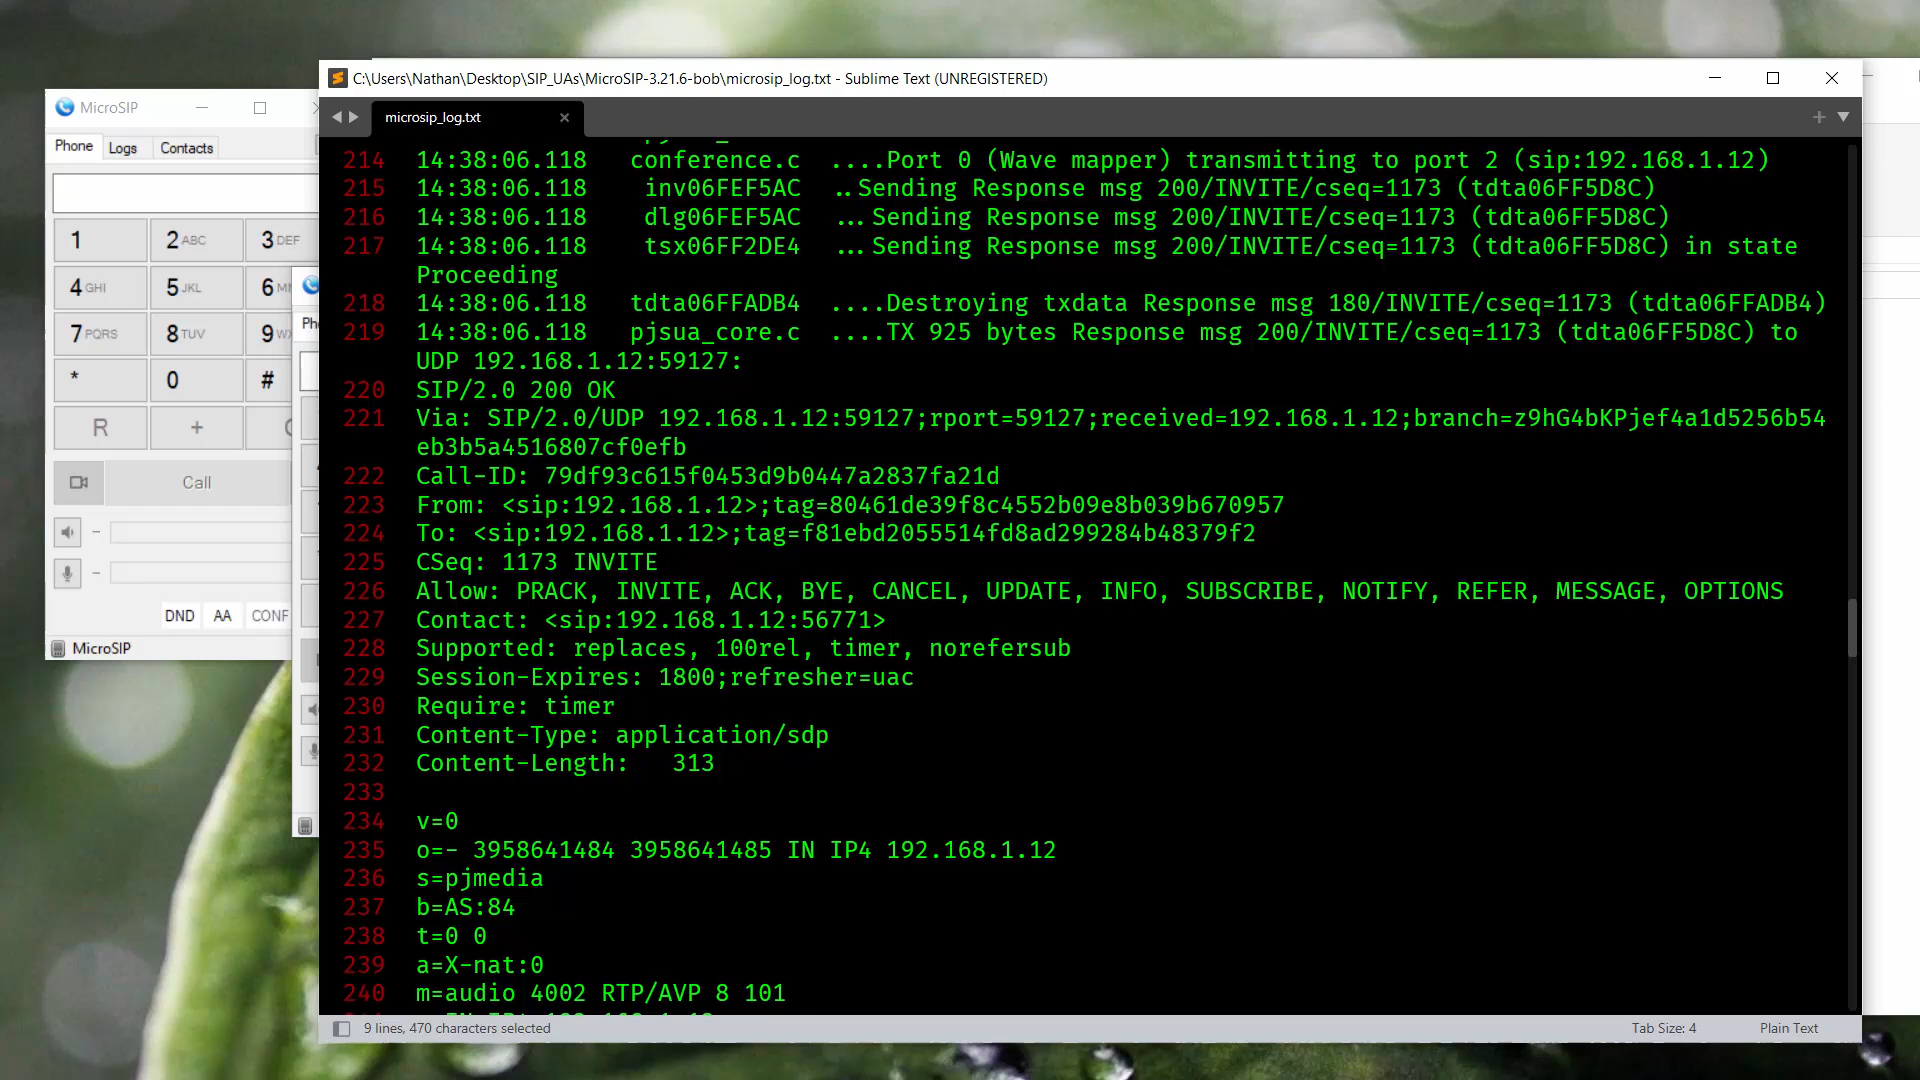 C:\Users\Nathan\Desktop\SIP_UAs\MicroSIP-3.21.6-bob\microsip_log.txt - Sublime Text (UNREGISTERED)
microsip_log.txt
214 14:38:06.118 conference.c ....Port 0 (Wave mapper) transmitting to port 2 (sip:192.168.1.12)
215 14:38:06.118 inv06FEF5AC ..Sending Response msg 200/INVITE/cseq=1173 (tdta06FF5D8C)
216 14:38:06.118 dlg06FEF5AC ...Sending Response msg 200/INVITE/cseq=1173 (tdta06FF5D8C)
217 14:38:06.118 tsx06FF2DE4 ...Sending Response msg 200/INVITE/cseq=1173 (tdta06FF5D8C) in state
Proceeding
218 14:38:06.118 tdta06FFADB4 ....Destroying txdata Response msg 180/INVITE/cseq=1173 (tdta06FFADB4)
219 14:38:06.118 pjsua_core.c ....TX 925 bytes Response msg 200/INVITE/cseq=1173 (tdta06FF5D8C) to
UDP 192.168.1.12:59127:
220 SIP/2.0 200 OK
221 Via: SIP/2.0/UDP 192.168.1.12:59127;rport=59127;received=192.168.1.12;branch=z9hG4bKPjef4a1d5256b54
eb3b5a4516807cf0efb
222 Call-ID: 79df93c615f0453d9b0447a2837fa21d
223 From: <sip:192.168.1.12>;tag=80461de39f8c4552b09e8b039b670957
224 To: <sip:192.168.1.12>;tag=f81ebd2055514fd8ad299284b48379f2
225 CSeq: 1173 INVITE
226 Allow: PRACK, INVITE, ACK, BYE, CANCEL, UPDATE, INFO, SUBSCRIBE, NOTIFY, REFER, MESSAGE, OPTIONS
227 Contact: <sip:192.168.1.12:56771>
228 Supported: replaces, 100rel, timer, norefersub
229 Session-Expires: 1800;refresher=uac
230 Require: timer
231 Content-Type: application/sdp
232 Content-Length: 313
233
234 v=0
235 o=- 3958641484 3958641485 IN IP4 192.168.1.12
236 s=pjmedia
237 b=AS:84
238 t=0 0
239 a=X-nat:0
240 m=audio 4002 RTP/AVP 8 101
9 lines, 470 characters selected
Tab Size: 4 Plain Text
MicroSIP
Phone Logs Contacts
1 2 ABC 3 DEF
4 GHI 5 JKL 6
7 PQRS 8 TUV 9
* 0 #
R +
Call
DND AA CONF
MicroSIP